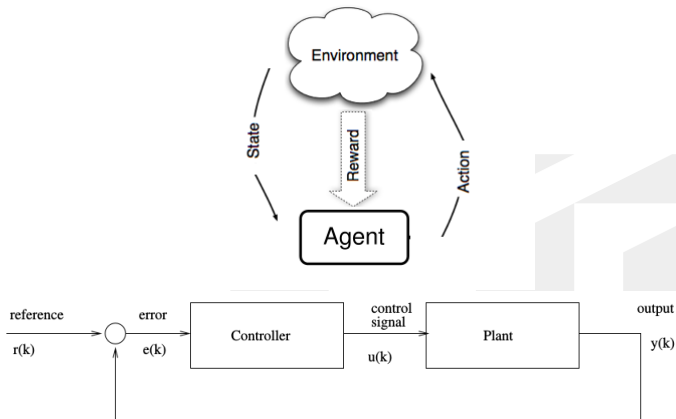 Environment
State
Reward
Action
Agent
reference
error
control
signal
output
Controller
Plant
r(k)
e(k)
u(k)
y(k)